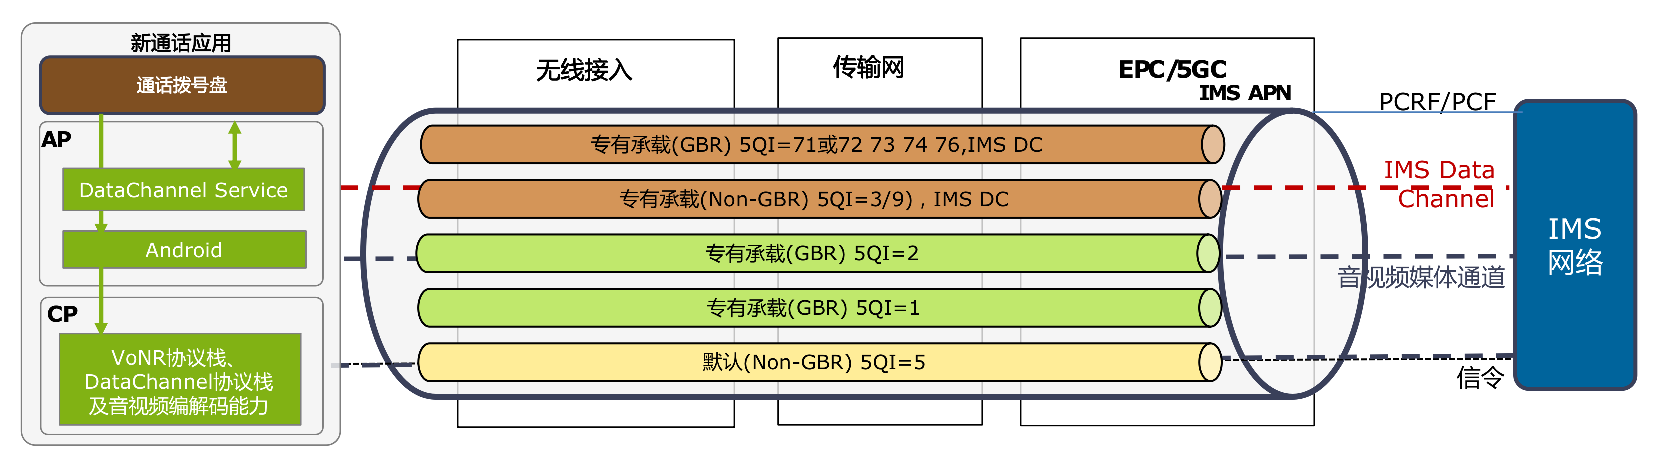 新通话应用
通话拨号盘
AP
DataChannel Service
Android
CP
VoNR协议栈、
DataChannel协议栈
及音视频编解码能力
无线接入
传输网
EPC/5GC
IMS APN
专有承载(GBR) 5QI=71或72 73 74 76,IMS DC
专有承载(Non-GBR) 5QI=3/9) , IMS DC
专有承载(GBR) 5QI=2
专有承载(GBR) 5QI=1
默认(Non-GBR) 5QI=5
PCRF/PCF
IMS Data
Channel
音视频媒体通道
信令
IMS
网络